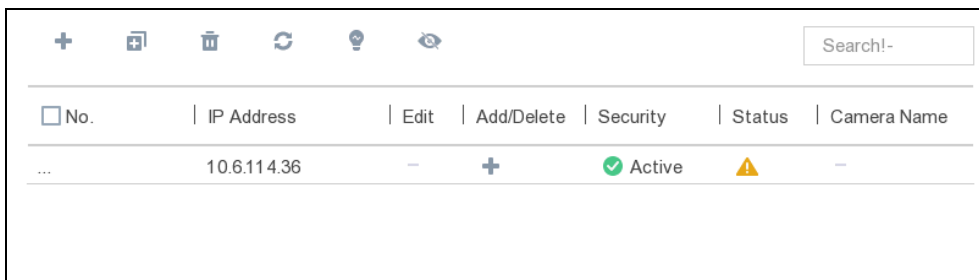 Search!-
No. IP Address Edit Add/Delete Security Status Camera Name
... 10.6.114.36 – Active –